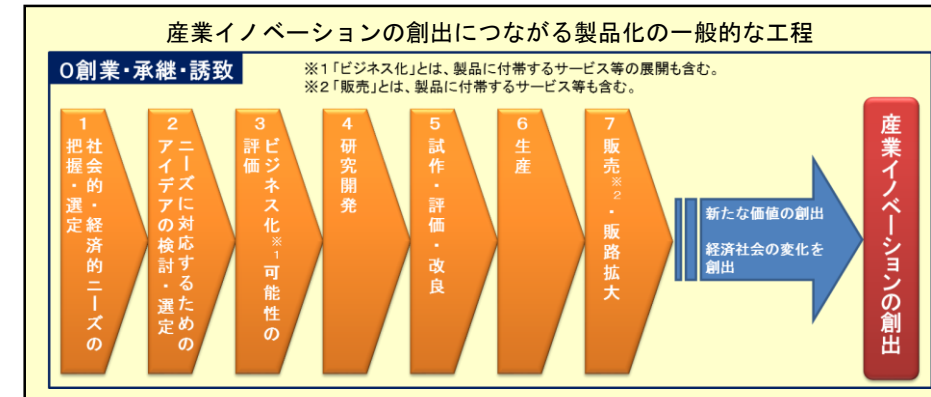 産業イノベーションの創出につながる製品化の一般的な工程
0創業・承継・誘致
※1「ビジネス化」とは、製品に付帯するサービス等の展開も含む。
※2「販売」とは、製品に付帯するサービス等も含む。
1
社会的・経済的ニーズの
把握・選定
2
ニーズに対応するための
アイデアの検討・選定
3
ビジネス化※1可能性の
評価
4
研究開発
5
試作・評価・改良
6
生産
7
販売※2・販路拡大
新たな価値の創出
経済社会の変化を
創出
産業イノベーションの創出